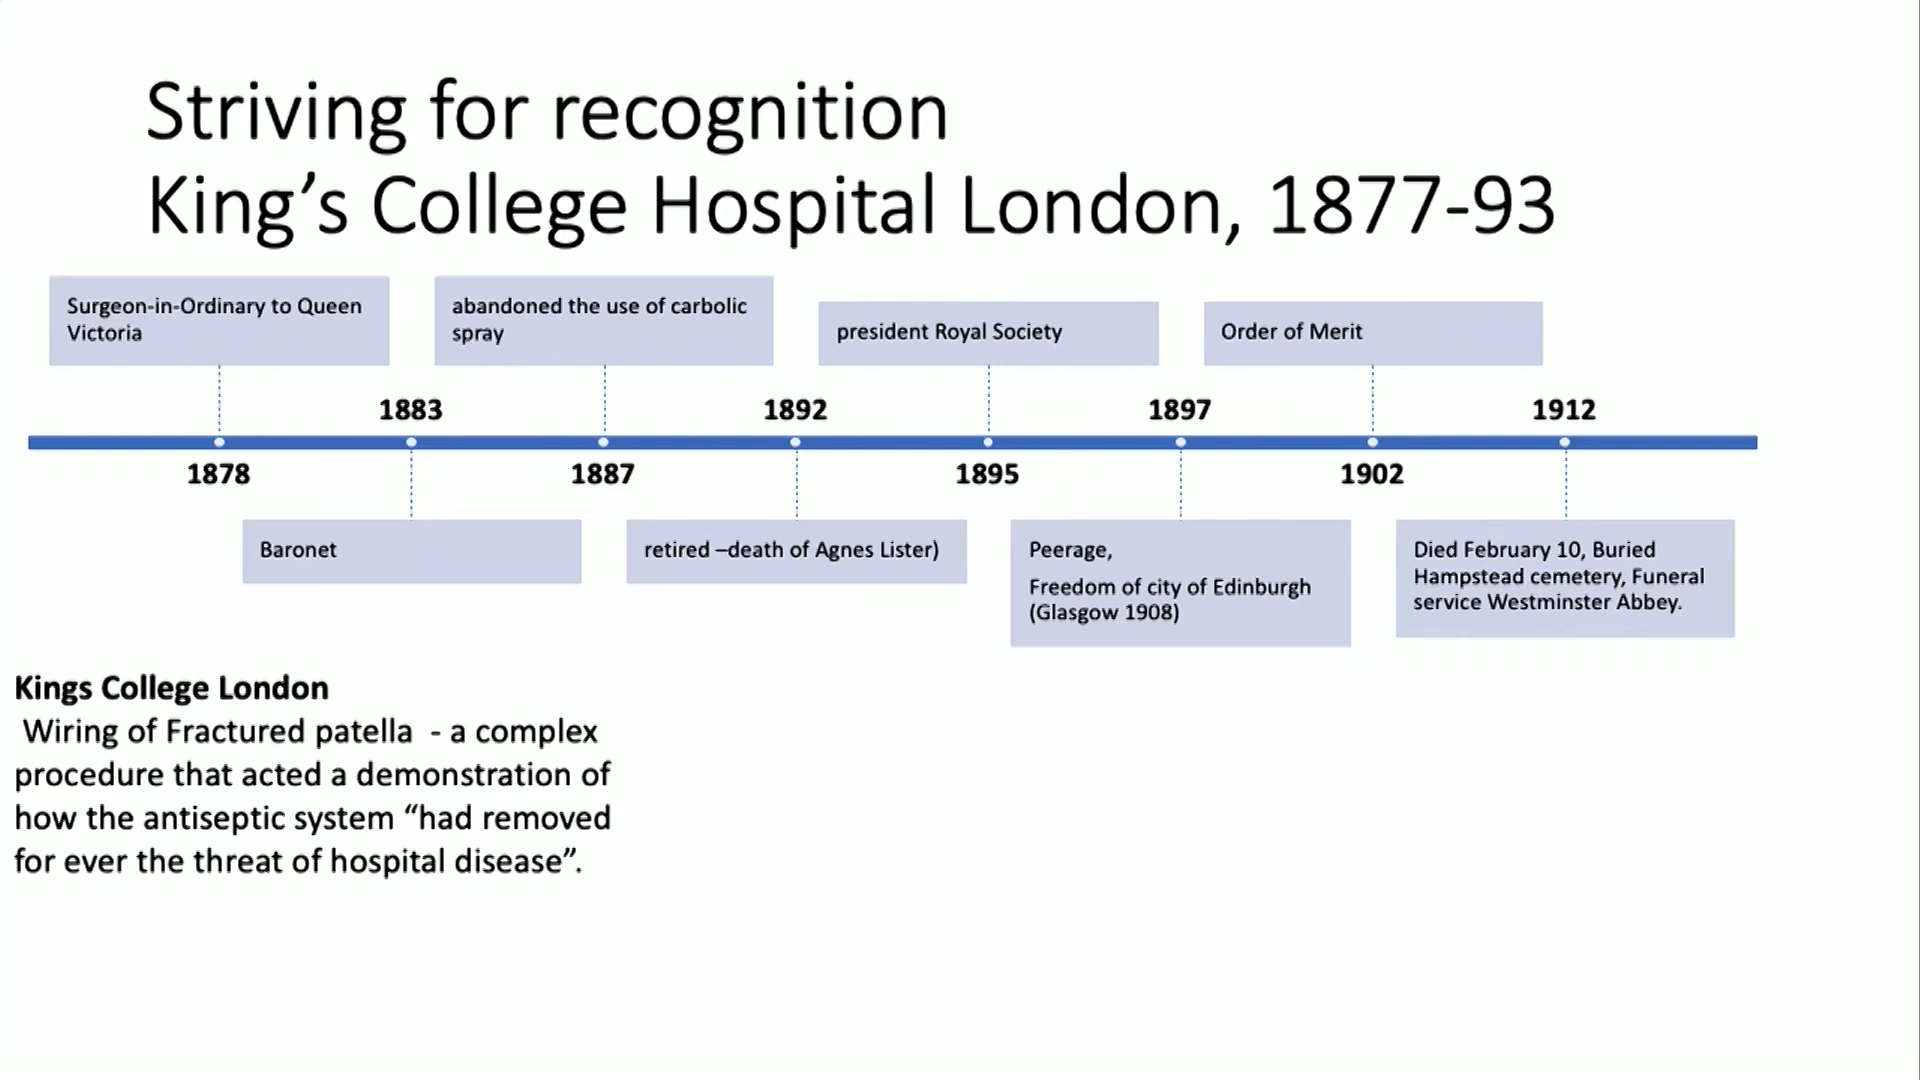 Striving for recognition
King’s College Hospital London, 1877-93
Surgeon-in-Ordinary to Queen
Victoria
abandoned the use of carbolic
spray
president Royal Society
Order of Merit
1883
1892
1897
1912
1878
1887
1895
1902
Baronet
retired –death of Agnes Lister)
Peerage,
Freedom of city of Edinburgh
(Glasgow 1908)
Died February 10, Buried
Hampstead cemetery, Funeral
service Westminster Abbey.
Kings College London
Wiring of Fractured patella - a complex
procedure that acted a demonstration of
how the antiseptic system “had removed
for ever the threat of hospital disease”.